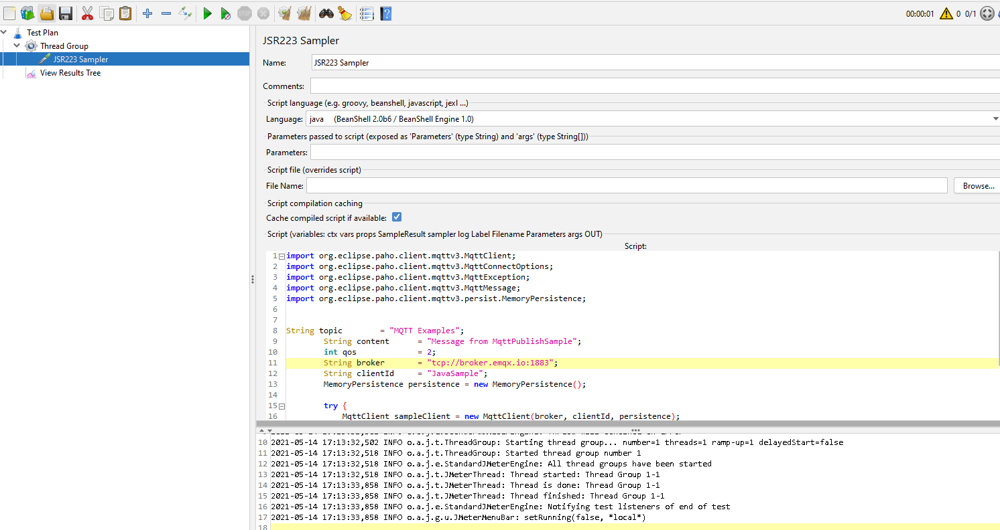 STOP
00:00:01 0 0/1
Test Plan
Thread Group
JSR223 Sampler
View Results Tree
JSR223 Sampler
Name: JSR223 Sampler
Comments:
Script language (e.g. groovy, beanshell, javascript, jexl ...)
Language: java (BeanShell 2.0b6 / BeanShell Engine 1.0)
Parameters passed to script (exposed as 'Parameters' (type String) and 'args' (type String[]))
Parameters:
Script file (overrides script)
File Name: Browse...
Script compilation caching
Cache compiled script if available:
Script (variables: ctx vars props SampleResult sampler log Label Filename Parameters args OUT)
Script:
1 import org.eclipse.paho.client.mqttv3.MqttClient;
2 import org.eclipse.paho.client.mqttv3.MqttConnectOptions;
3 import org.eclipse.paho.client.mqttv3.MqttException;
4 import org.eclipse.paho.client.mqttv3.MqttMessage;
5 import org.eclipse.paho.client.mqttv3.persist.MemoryPersistence;
6
7
8 String topic = "MQTT Examples";
9 String content = "Message from MqttPublishSample";
10 int qos = 2;
11 String broker = "tcp://broker.emqx.io:1883";
12 String clientId = "JavaSample";
13 MemoryPersistence persistence = new MemoryPersistence();
14
15 try {
16 MqttClient sampleClient = new MqttClient(broker, clientId, persistence);
10 2021-05-14 17:13:32,502 INFO o.a.j.t.ThreadGroup: Starting thread group... number=1 threads=1 ramp-up=1 delayedStart=false
11 2021-05-14 17:13:32,518 INFO o.a.j.t.ThreadGroup: Started thread group number 1
12 2021-05-14 17:13:32,518 INFO o.a.j.e.StandardJMeterEngine: All thread groups have been started
13 2021-05-14 17:13:32,518 INFO o.a.j.t.JMeterThread: Thread started: Thread Group 1-1
14 2021-05-14 17:13:33,858 INFO o.a.j.t.JMeterThread: Thread is done: Thread Group 1-1
15 2021-05-14 17:13:33,858 INFO o.a.j.t.JMeterThread: Thread finished: Thread Group 1-1
16 2021-05-14 17:13:33,858 INFO o.a.j.e.StandardJMeterEngine: Notifying test listeners of end of test
17 2021-05-14 17:13:33,858 INFO o.a.j.g.u.JMeterMenuBar: setRunning(false, *local*)
18